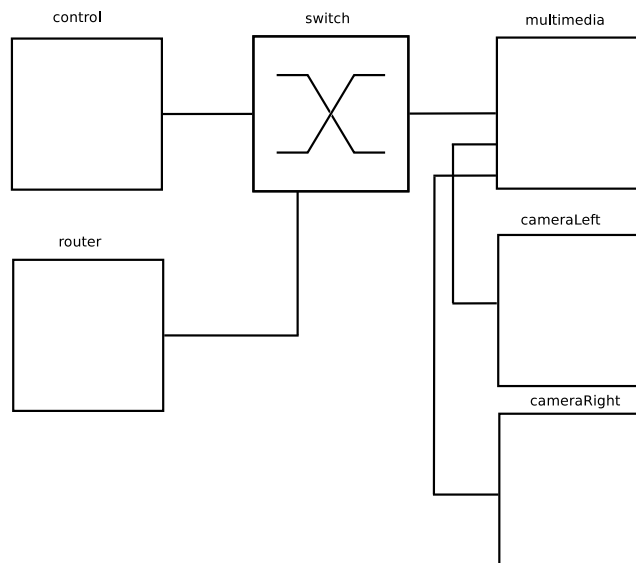 control
switch
multimedia
router
cameraLeft
cameraRight